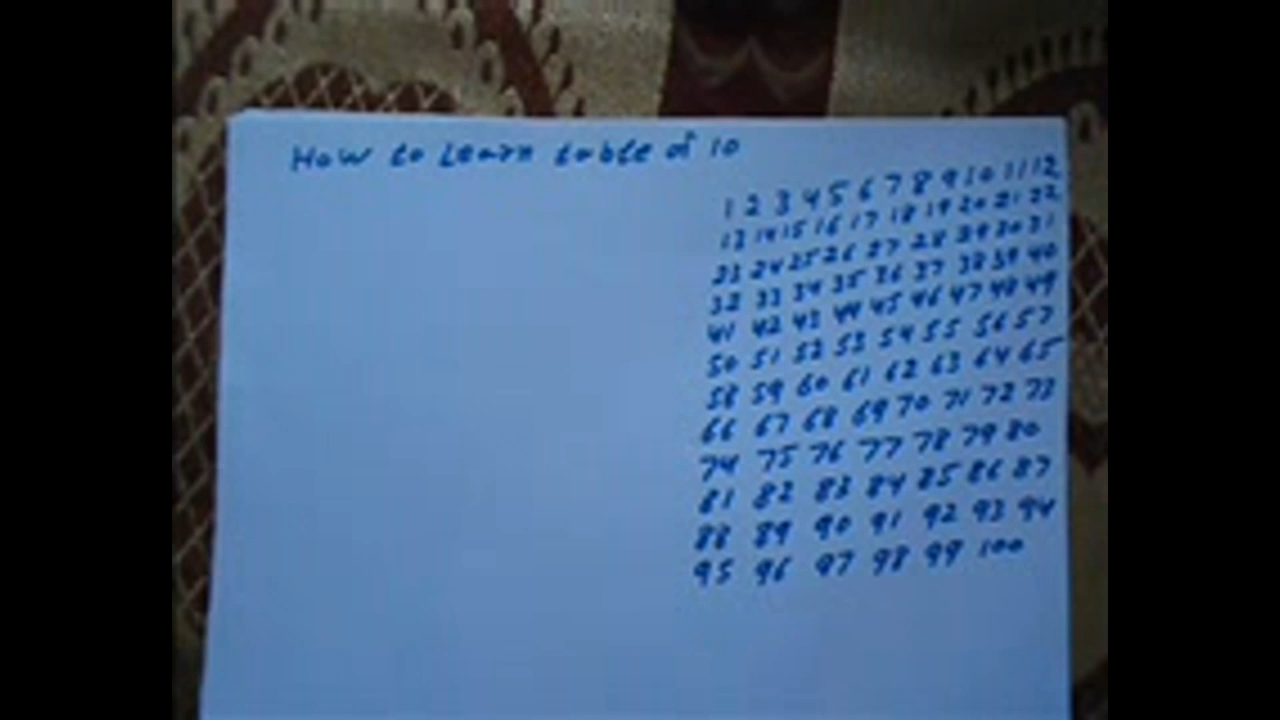 How to Learn table of 10
1 2 3 4 5 6 7 8 9 10 11 12
13 14 15 16 17 18 19 20 21 22
23 24 25 26 27 28 29 30 31
32 33 34 35 36 37 38 39 40
41 42 43 44 45 46 47 48 49
50 51 52 53 54 55 56 57
58 59 60 61 62 63 64 65
66 67 68 69 70 71 72 73
74 75 76 77 78 79 80
81 82 83 84 85 86 87
88 89 90 91 92 93 94
95 96 97 98 99 100